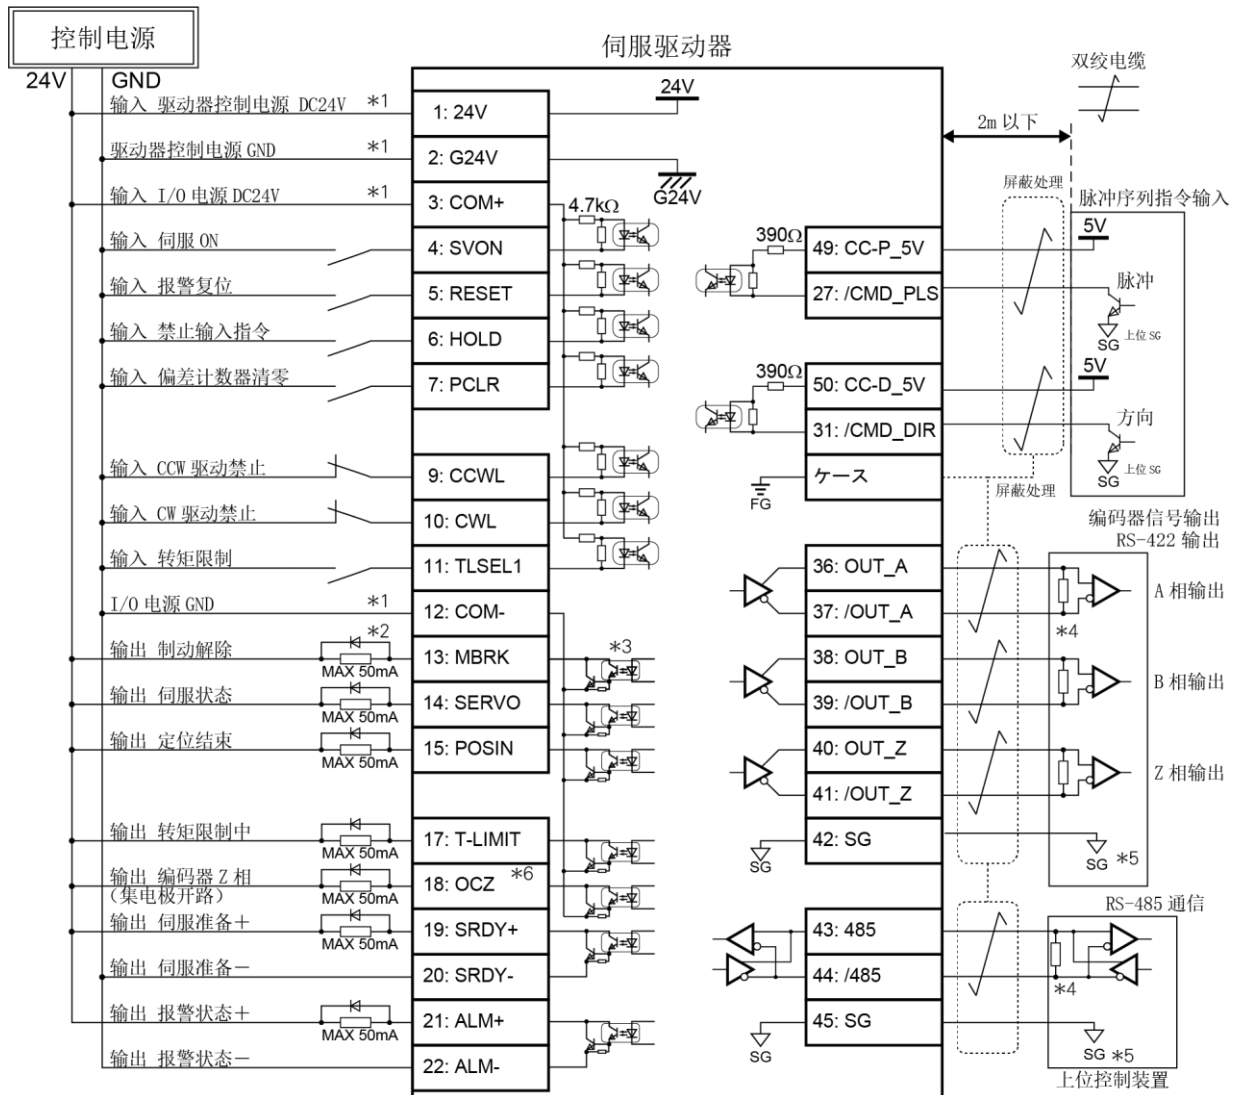 控制电源
24V
GND
伺服驱动器
双绞电缆
输入 驱动器控制电源 DC24V *1
1: 24V
24V
2m 以下
驱动器控制电源 GND *1
2: G24V
G24V
屏蔽处理
输入 I/O 电源 DC24V *1
3: COM+
4.7kΩ
脉冲序列指令输入
输入 伺服 ON
4: SVON
390Ω
49: CC-P_5V
5V
输入 报警复位
5: RESET
27: /CMD_PLS
脉冲
输入 禁止输入指令
6: HOLD
SG
上位 SG
输入 偏差计数器清零
7: PCLR
390Ω
50: CC-D_5V
5V
31: /CMD_DIR
方向
输入 CCW 驱动禁止
9: CCWL
FG
ケース
SG
上位 SG
屏蔽处理
输入 CW 驱动禁止
10: CWL
编码器信号输出
RS-422 输出
输入 转矩限制
11: TLSEL1
36: OUT_A
A 相输出
I/O 电源 GND *1
12: COM-
37: /OUT_A
*4
输出 制动解除
*2
MAX 50mA
13: MBRK
*3
38: OUT_B
B 相输出
输出 伺服状态
MAX 50mA
14: SERVO
39: /OUT_B
输出 定位结束
MAX 50mA
15: POSIN
40: OUT_Z
Z 相输出
41: /OUT_Z
输出 转矩限制中
MAX 50mA
17: T-LIMIT
SG
42: SG
SG *5
输出 编码器 Z 相
（集电极开路）
MAX 50mA
18: OCZ *6
RS-485 通信
输出 伺服准备＋
MAX 50mA
19: SRDY+
43: 485
输出 伺服准备－
20: SRDY-
44: /485
*4
输出 报警状态＋
MAX 50mA
21: ALM+
SG
45: SG
SG *5
输出 报警状态－
22: ALM-
上位控制装置